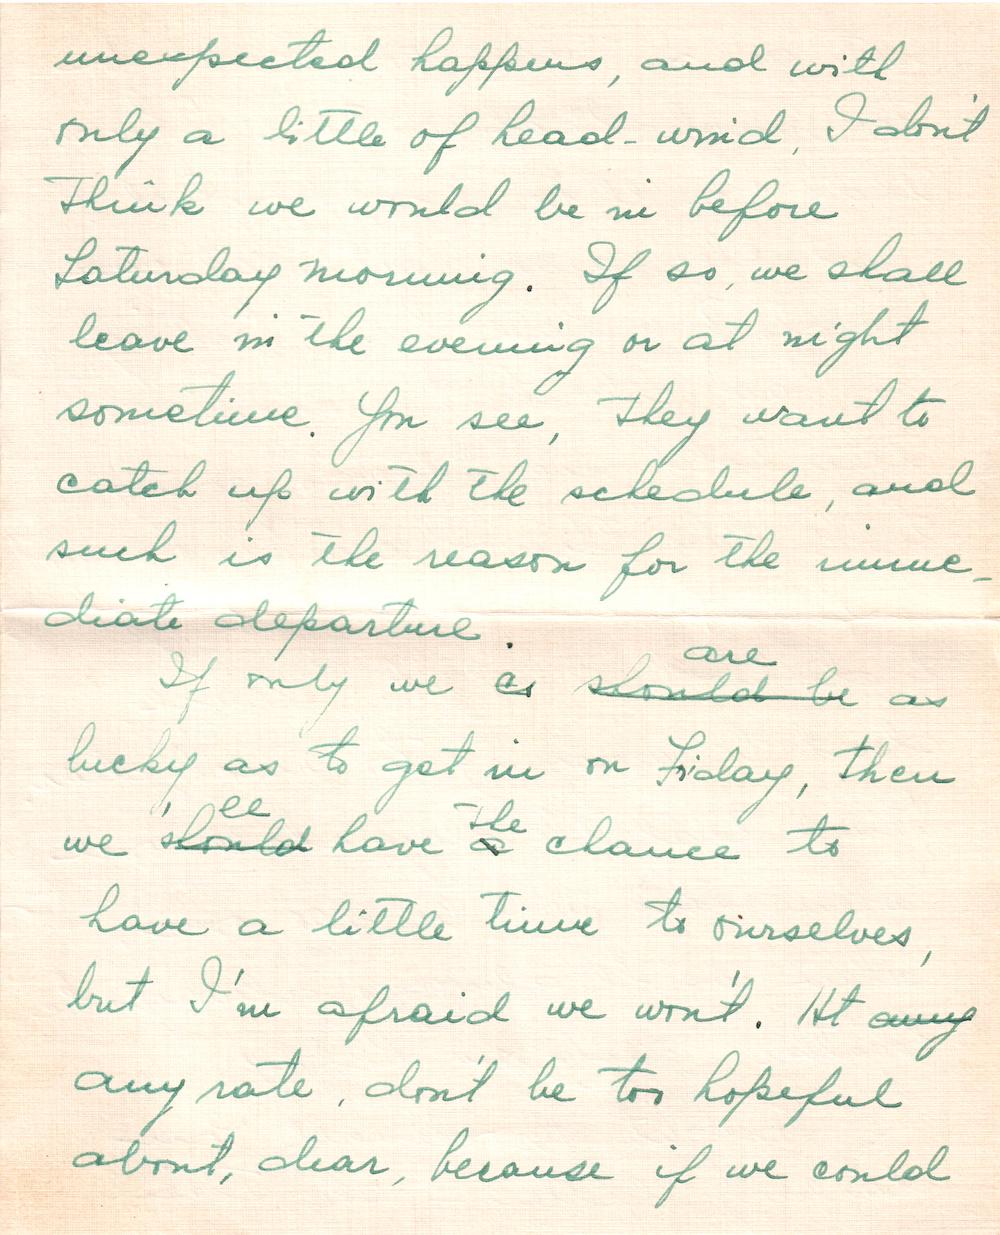 unexpected happens, and with
only a little of head-wind, I don't
think we would be in before
Saturday morning. If so, we shall
leave in the evening or at night
sometime. You see, they want to
catch up with the schedule, and
such is the reason for the imme-
diate departure.
are
If only we as should be as
lucky as to get in on Friday, then
'll the
we should have a chance to
have a little time to ourselves,
but I'm afraid we won't. At any
any rate, don't be too hopeful
about, dear, because if we could